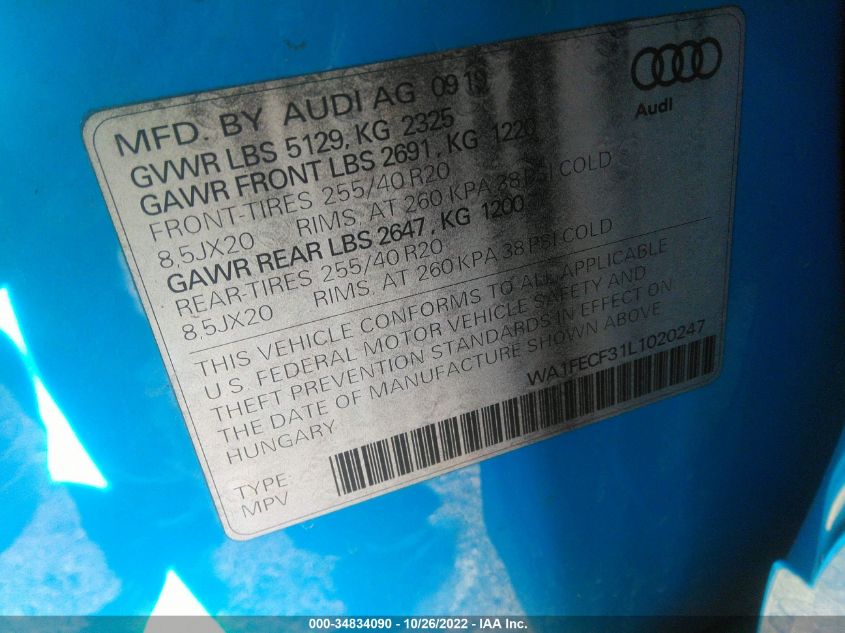 MFD. BY AUDI AG 09 19
Audi
GVWR LBS 5129, KG 2325
GAWR FRONT LBS 2691, KG 1220
FRONT-TIRES 255/40 R20
8,5JX20 RIMS, AT 260 KPA 38 PSI COLD
GAWR REAR LBS 2647, KG 1200
REAR-TIRES 255/40 R20
8,5JX20 RIMS, AT 260 KPA 38 PSI COLD
THIS VEHICLE CONFORMS TO ALL APPLICABLE
U.S. FEDERAL MOTOR VEHICLE SAFETY AND
THEFT PREVENTION STANDARDS IN EFFECT ON
THE DATE OF MANUFACTURE SHOWN ABOVE
HUNGARY
WA1FECF31L1020247
TYPE:
MPV
000-34834090 - 10/26/2022 - IAA Inc.